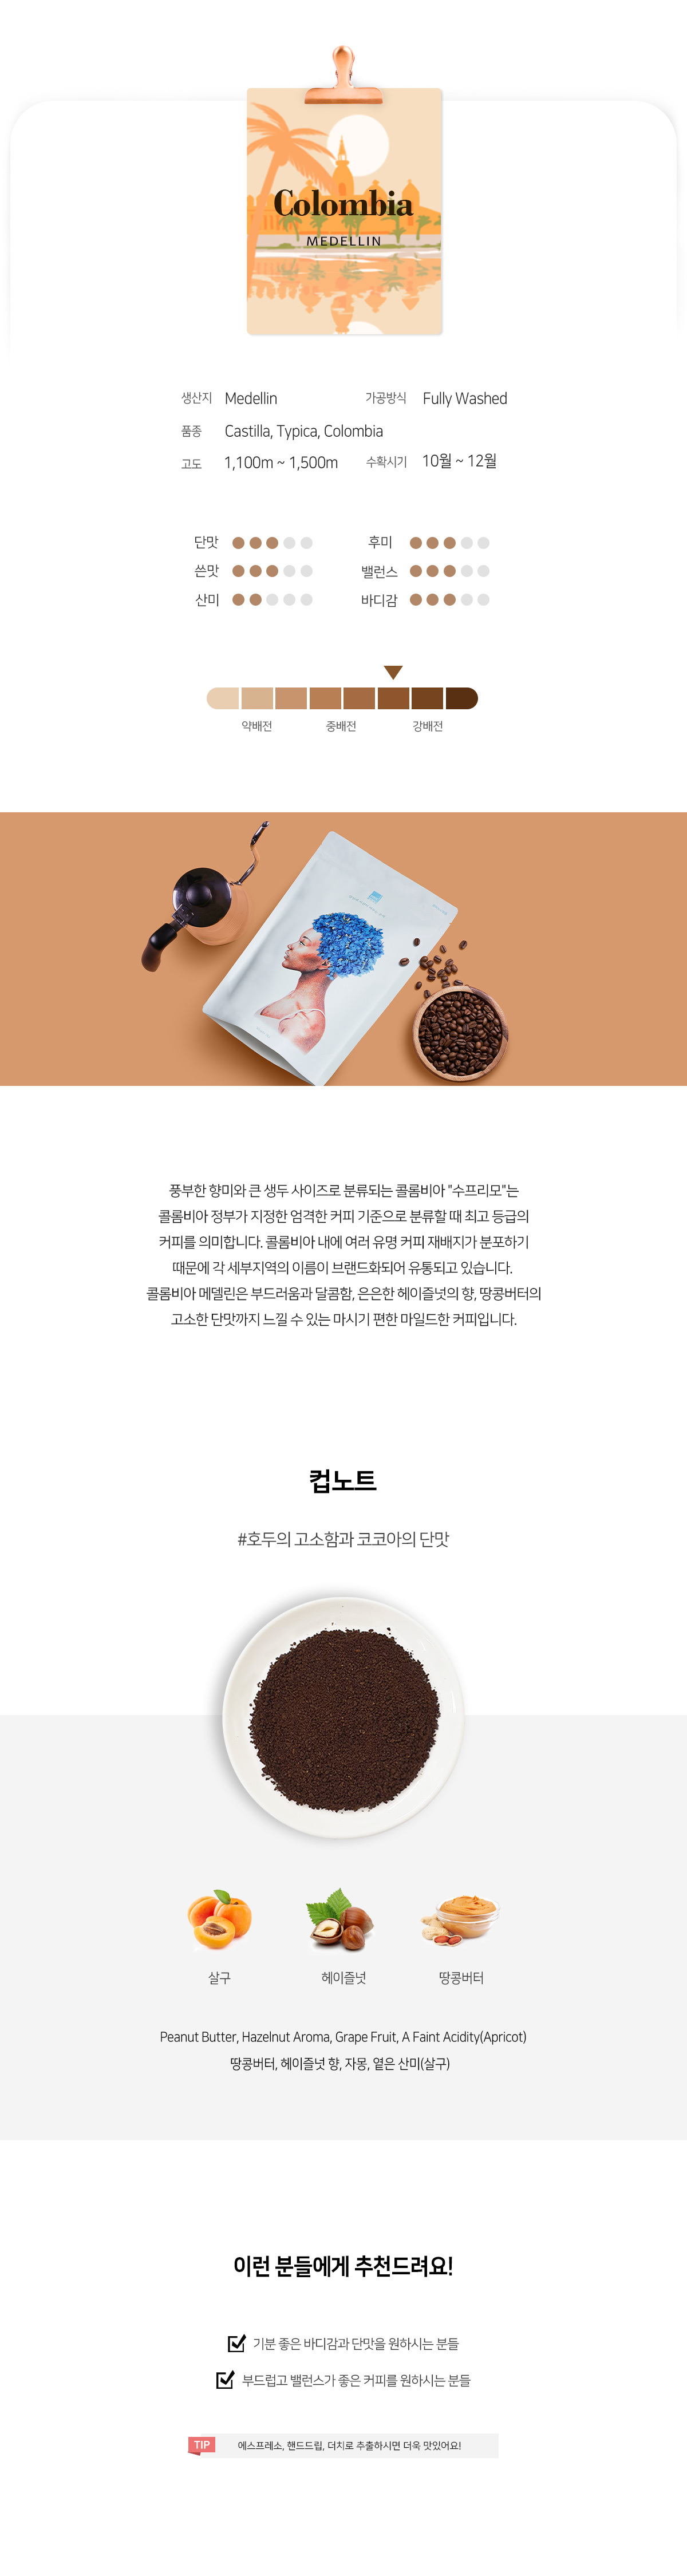 Colombia
MEDELLIN
생산지 Medellin 가공방식 Fully Washed
품종 Castilla, Typica, Colombia
고도 1,100m ~ 1,500m 수확시기 10월 ~ 12월
단맛 후미
쓴맛 밸런스
산미 바디감
약배전 중배전 강배전
풍부한 향미와 큰 생두 사이즈로 분류되는 콜롬비아 "수프리모"는
콜롬비아 정부가 지정한 엄격한 커피 기준으로 분류할 때 최고 등급의
커피를 의미합니다. 콜롬비아 내에 여러 유명 커피 재배지가 분포하기
때문에 각 세부지역의 이름이 브랜드화되어 유통되고 있습니다.
콜롬비아 메델린은 부드러움과 달콤함, 은은한 헤이즐넛의 향, 땅콩버터의
고소한 단맛까지 느낄 수 있는 마시기 편한 마일드한 커피입니다.
컵노트
#호두의 고소함과 코코아의 단맛
살구 헤이즐넛 땅콩버터
Peanut Butter, Hazelnut Aroma, Grape Fruit, A Faint Acidity(Apricot)
땅콩버터, 헤이즐넛 향, 자몽, 옅은 산미(살구)
이런 분들에게 추천드려요!
기분 좋은 바디감과 단맛을 원하시는 분들
부드럽고 밸런스가 좋은 커피를 원하시는 분들
TIP 에스프레소, 핸드드립, 더치로 추출하시면 더욱 맛있어요!